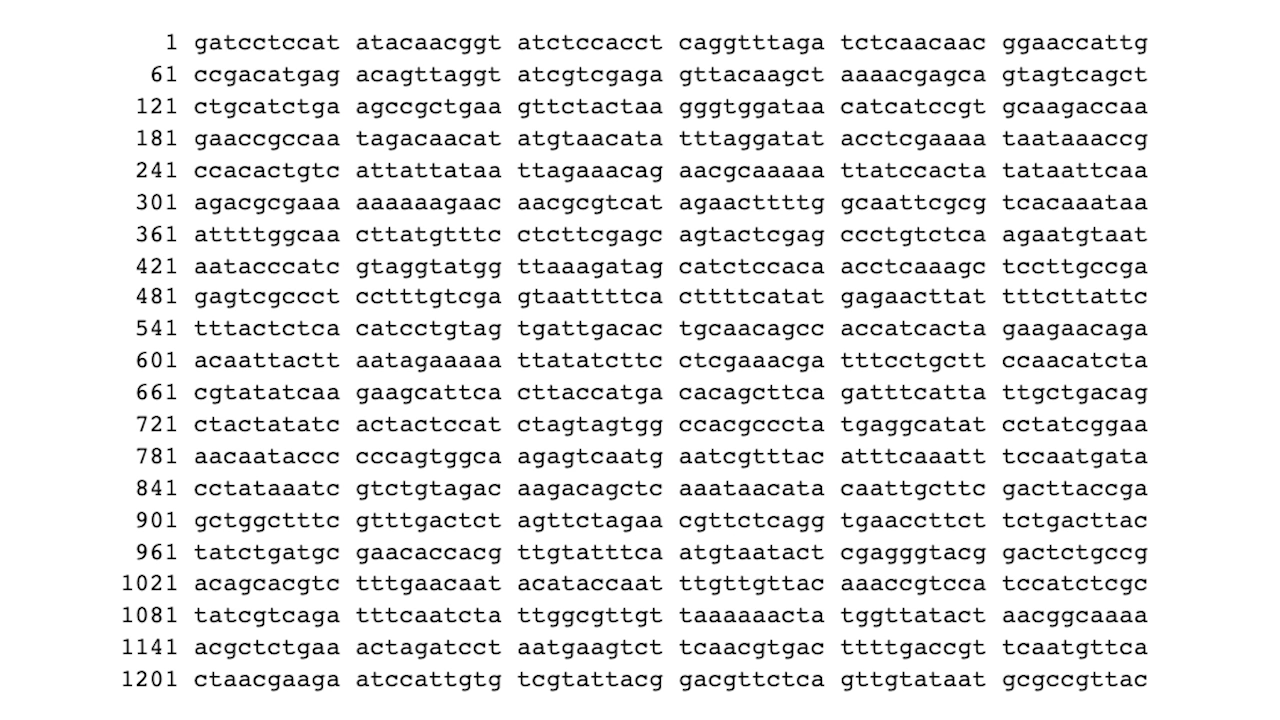 1 gatcctccat atacaacggt atctccacct caggtttaga tctcaacaac ggaaccattg
61 ccgacatgag acagttaggt atcgtcgaga gttacaagct aaaacgagca gtagtcagct
121 ctgcatctga agccgctgaa gttctactaa gggtggataa catcatccgt gcaagaccaa
181 gaaccgccaa tagacaacat atgtaacata tttaggatat acctcgaaaa taataaaccg
241 ccacactgtc attattataa ttagaaacag aacgcaaaaa ttatccacta tataattcaa
301 agacgcgaaa aaaaaagaac aacgcgtcat agaacttttg gcaattcgcg tcacaaataa
361 attttggcaa cttatgtttc ctcttcgagc agtactcgag ccctgtctca agaatgtaat
421 aatacccatc gtaggtatgg ttaaagatag catctccaca acctcaaagc tccttgccga
481 gagtcgccct cctttgtcga gtaattttca cttttcatat gagaacttat tttcttattc
541 tttactctca catcctgtag tgattgacac tgcaacagcc accatcacta gaagaacaga
601 acaattactt aatagaaaaa ttatatcttc ctcgaaacga tttcctgctt ccaacatcta
661 cgtatatcaa gaagcattca cttaccatga cacagcttca gatttcatta ttgctgacag
721 ctactatatc actactccat ctagtagtgg ccacgcccta tgaggcatat cctatcggaa
781 aacaataccc cccagtggca agagtcaatg aatcgtttac atttcaaatt tccaatgata
841 cctataaatc gtctgtagac aagacagctc aaataacata caattgcttc gacttaccga
901 gctggctttc gtttgactct agttctagaa cgttctcagg tgaaccttct tctgacttac
961 tatctgatgc gaacaccacg ttgtatttca atgtaatact cgagggtacg gactctgccg
1021 acagcacgtc tttgaacaat acataccaat ttgttgttac aaaccgtcca tccatctcgc
1081 tatcgtcaga tttcaatcta ttggcgttgt taaaaaacta tggttatact aacggcaaaa
1141 acgctctgaa actagatcct aatgaagtct tcaacgtgac ttttgaccgt tcaatgttca
1201 ctaacgaaga atccattgtg tcgtattacg gacgttctca gttgtataat gcgccgttac